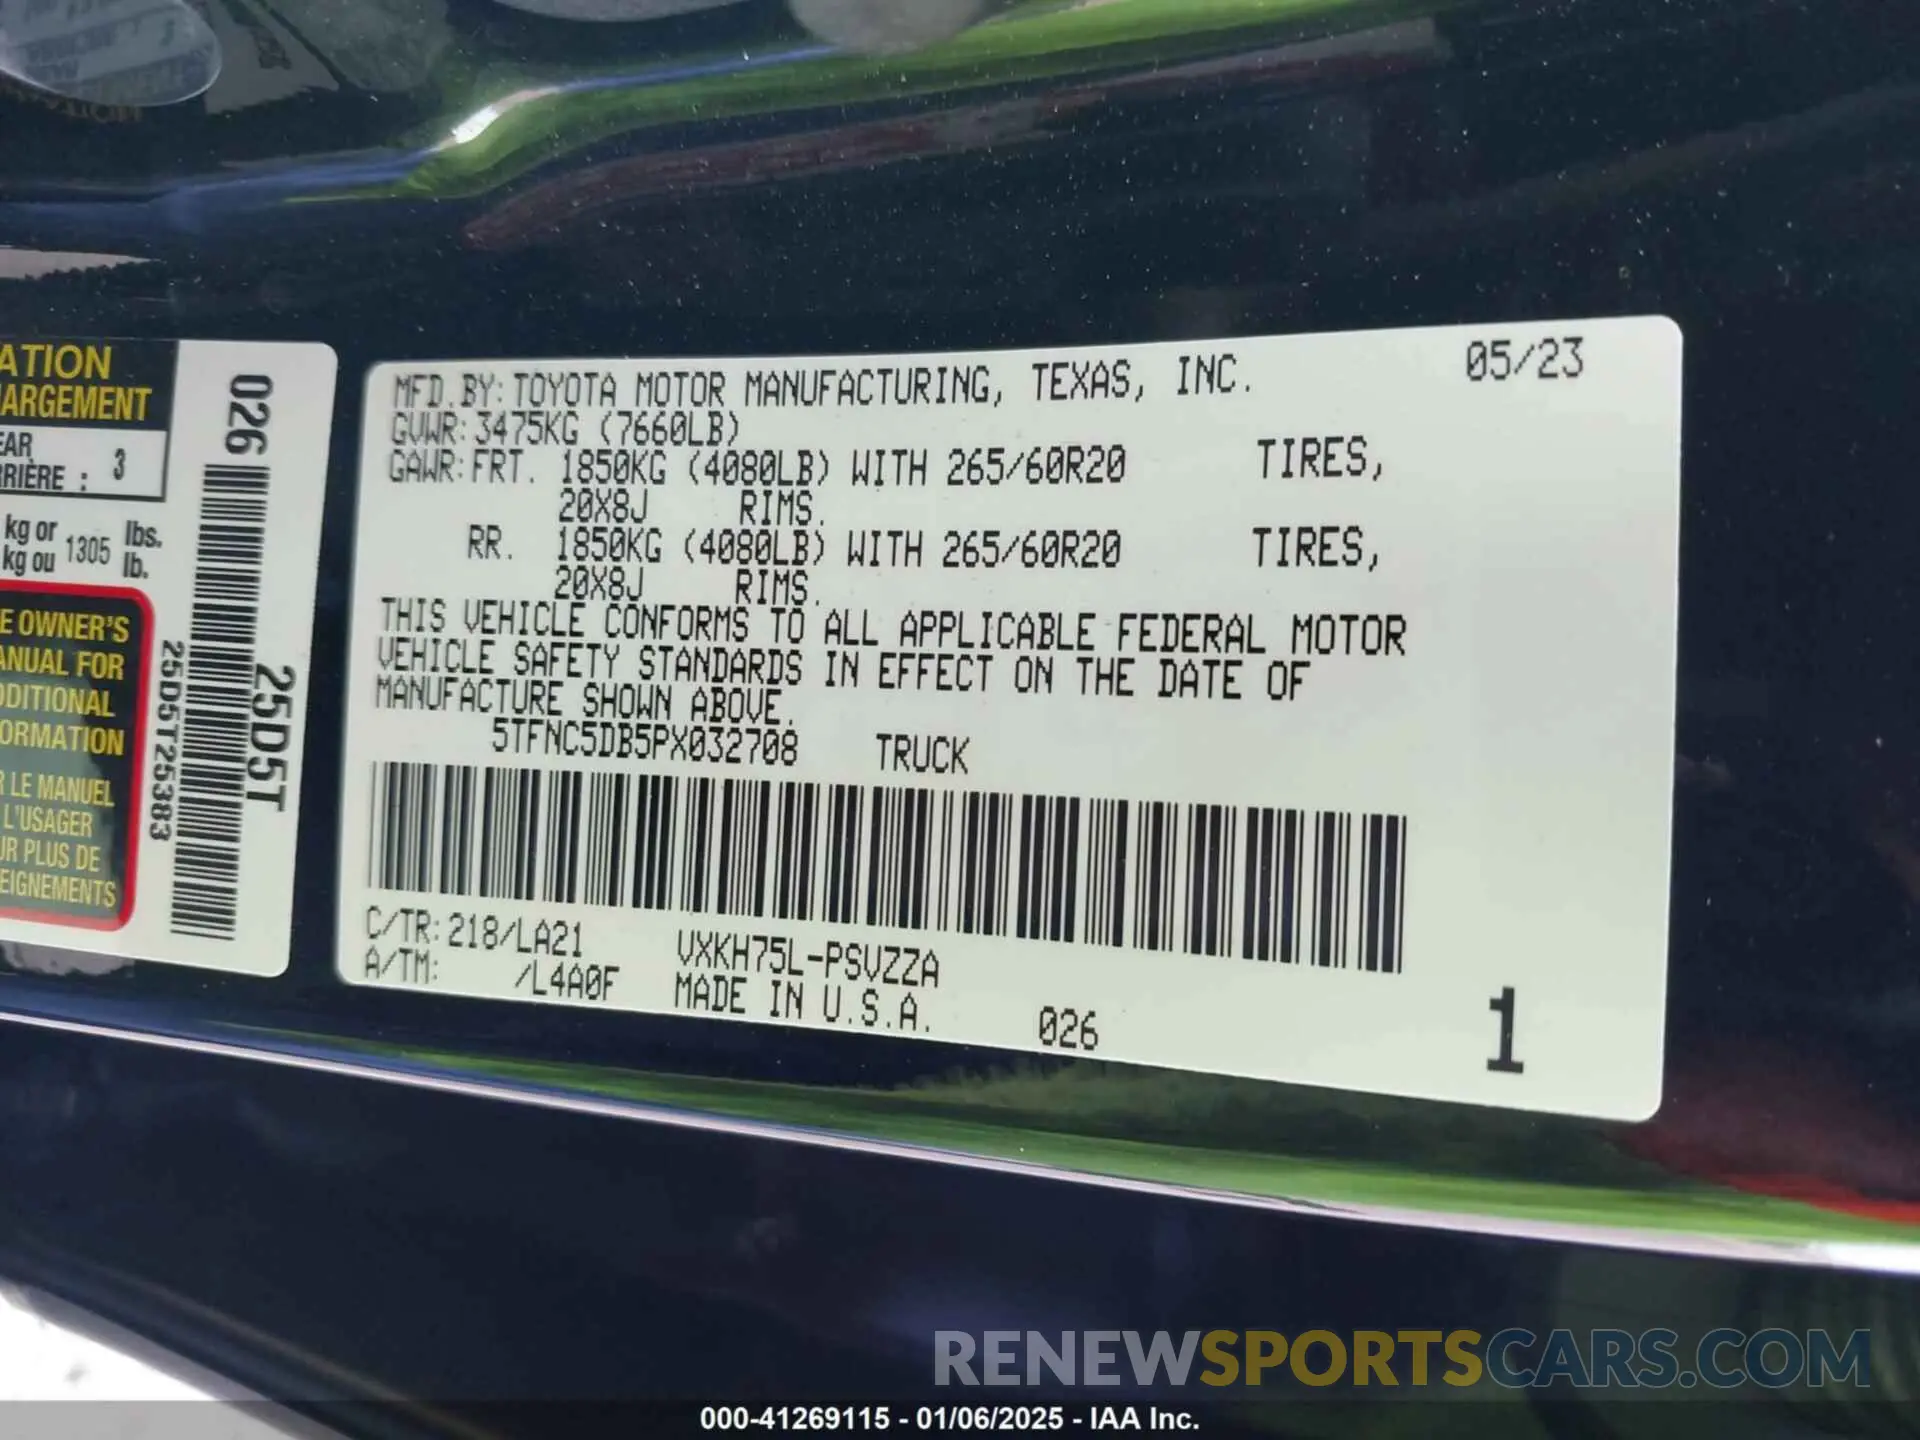 ATION
ARGEMENT
EAR
RRIÈRE : 3
kg or
kg ou 1305 lbs.
lb.
E OWNER'S
ANUAL FOR
DDITIONAL
ORMATION
R LE MANUEL
L'USAGER
UR PLUS DE
EIGNEMENTS
026
25D5T
25D5T25383
MFD.BY: TOYOTA MOTOR MANUFACTURING, TEXAS, INC. 05/23
GVWR: 3475KG (7660LB)
GAWR: FRT. 1850KG (4080LB) WITH 265/60R20 TIRES,
20X8J RIMS.
RR. 1850KG (4080LB) WITH 265/60R20 TIRES,
20X8J RIMS.
THIS VEHICLE CONFORMS TO ALL APPLICABLE FEDERAL MOTOR
VEHICLE SAFETY STANDARDS IN EFFECT ON THE DATE OF
MANUFACTURE SHOWN ABOVE.
5TFNC5DB5PX032708 TRUCK
C/TR: 218/LA21 VXKH75L-PSVZZA
A/TM: /L4A0F MADE IN U.S.A. 026 1
RENEWSPORTSCARS.COM
000-41269115 - 01/06/2025 - IAA Inc.